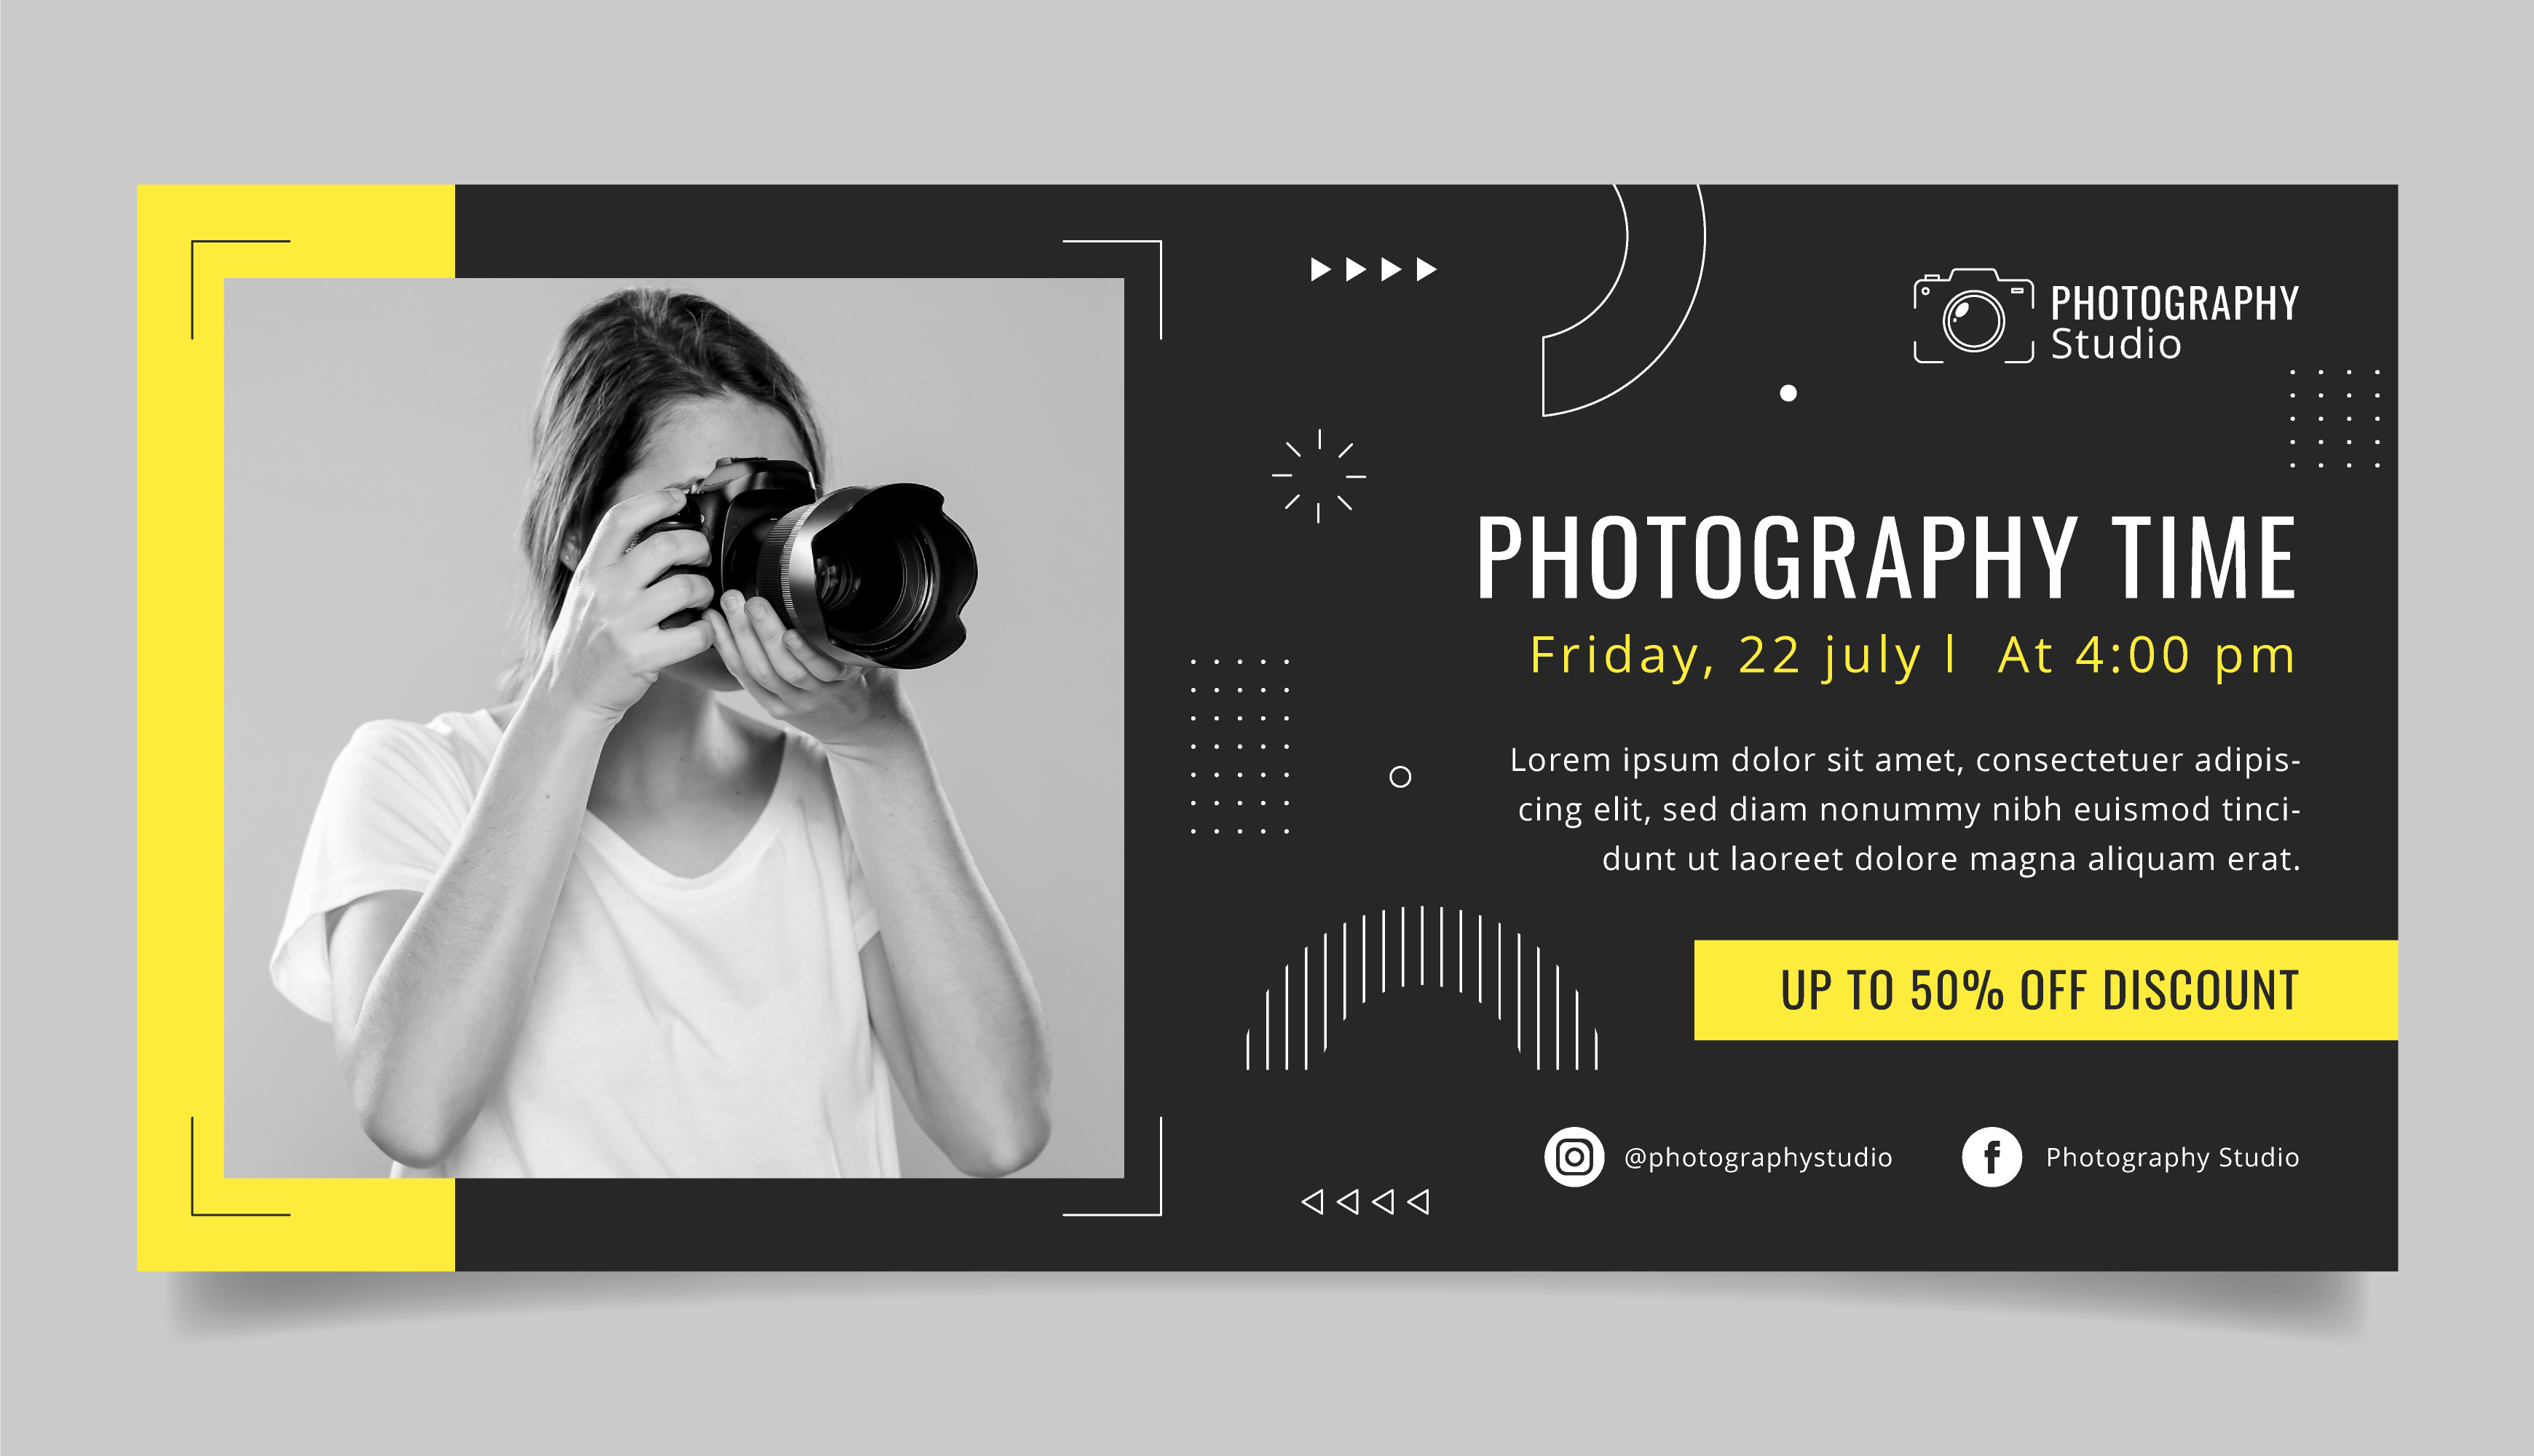 PHOTOGRAPHY
Studio
PHOTOGRAPHY TIME
Friday, 22 july l At 4:00 pm
Lorem ipsum dolor sit amet, consectetuer adipis-
cing elit, sed diam nonummy nibh euismod tinci-
dunt ut laoreet dolore magna aliquam erat.
UP TO 50% OFF DISCOUNT
@photographystudio
Photography Studio